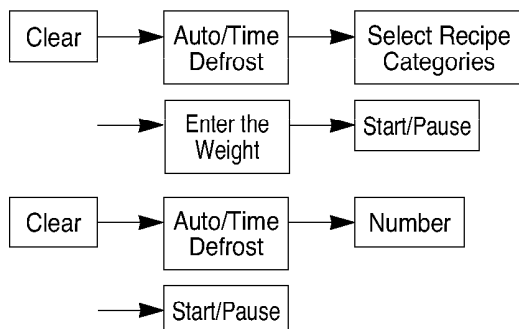 Clear
Auto/Time
Defrost
Select Recipe
Categories
Enter the
Weight
Start/Pause
Clear
Auto/Time
Defrost
Number
Start/Pause